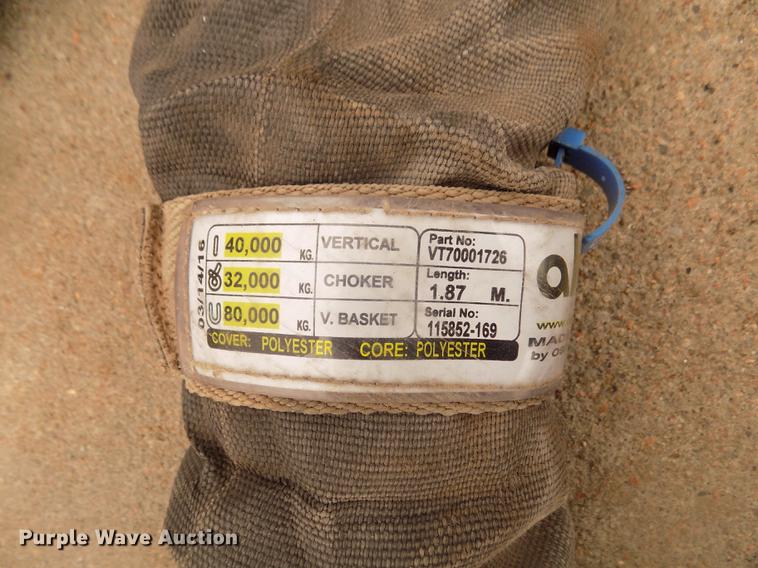 03/14/16
40,000 KG. VERTICAL
32,000 KG. CHOKER
80,000 KG. V. BASKET
Part No:
VT70001726
Length:
1.87 M.
Serial No:
115852-169
COVER: POLYESTER CORE: POLYESTER
www.
by
Purple Wave Auction